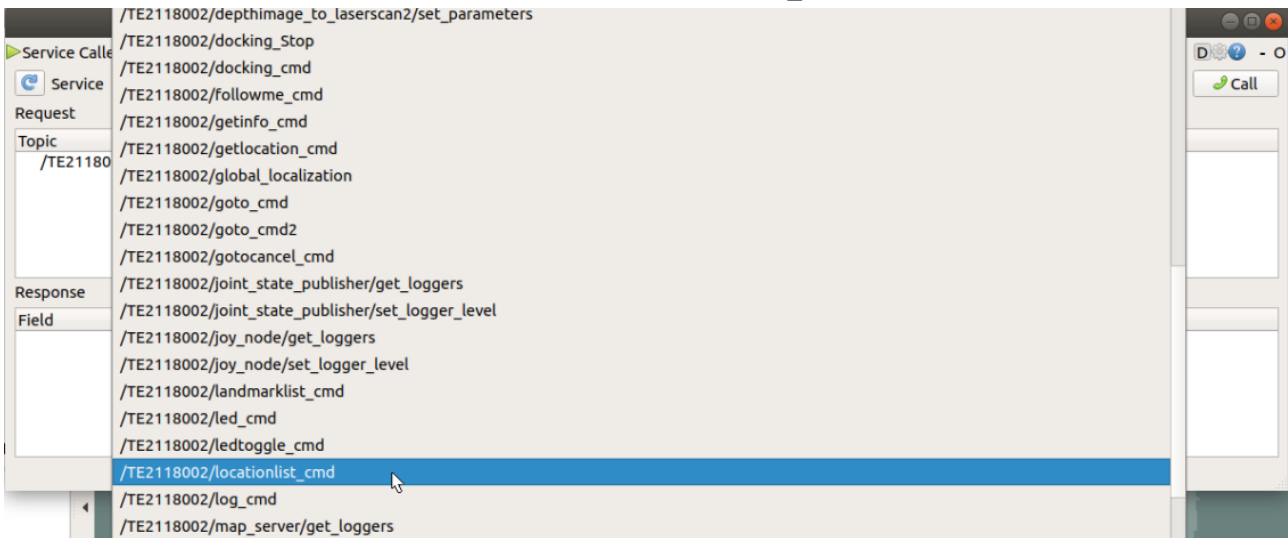 /TE2118002/depthimage_to_laserscan2/set_parameters
Service Calle
/TE2118002/docking_Stop
D - O
/TE2118002/docking_cmd
Service
Call
/TE2118002/followme_cmd
Request
/TE2118002/getinfo_cmd
Topic
/TE2118002/getlocation_cmd
/TE21180
/TE2118002/global_localization
/TE2118002/goto_cmd
/TE2118002/goto_cmd2
/TE2118002/gotocancel_cmd
/TE2118002/joint_state_publisher/get_loggers
Response
/TE2118002/joint_state_publisher/set_logger_level
Field
/TE2118002/joy_node/get_loggers
/TE2118002/joy_node/set_logger_level
/TE2118002/landmarklist_cmd
/TE2118002/led_cmd
/TE2118002/ledtoggle_cmd
/TE2118002/locationlist_cmd
/TE2118002/log_cmd
/TE2118002/map_server/get_loggers